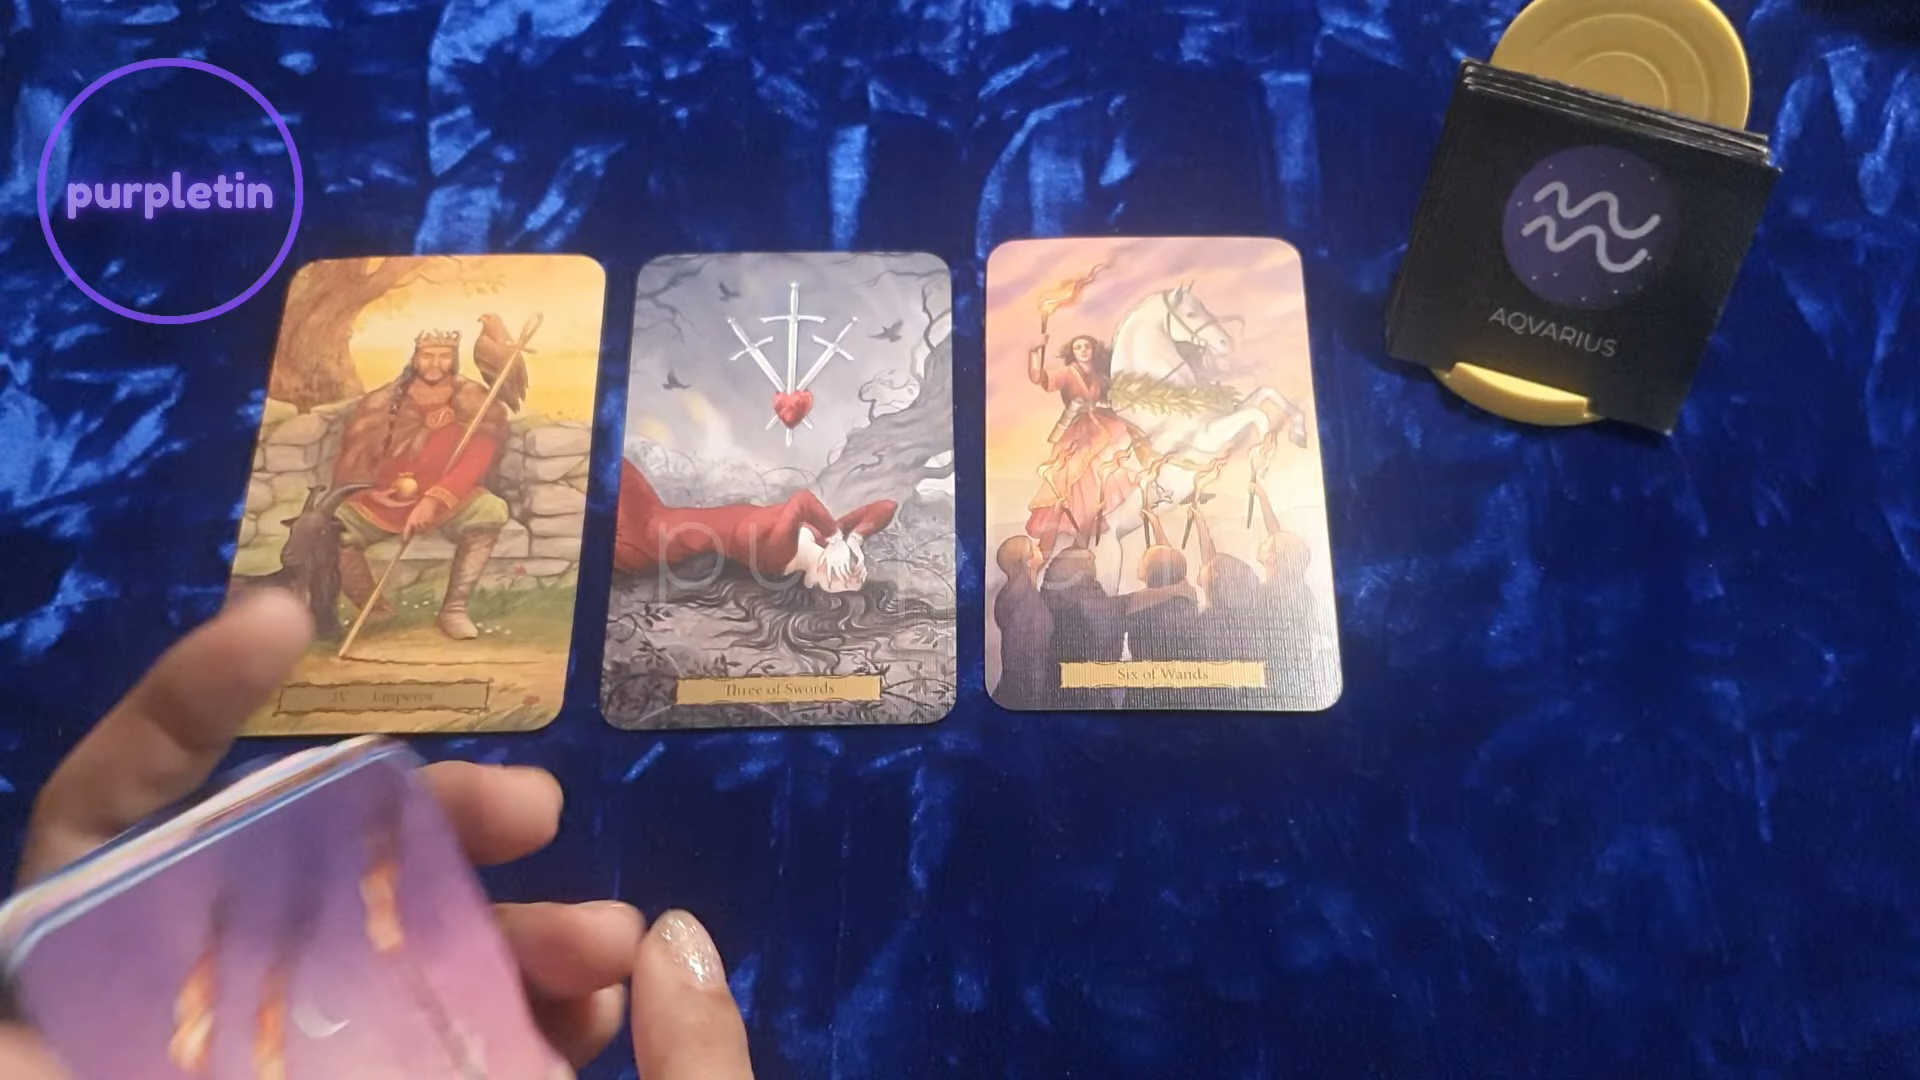 purpletin
AQVARIUS
IV Emperor
Three of Swords
Six of Wands